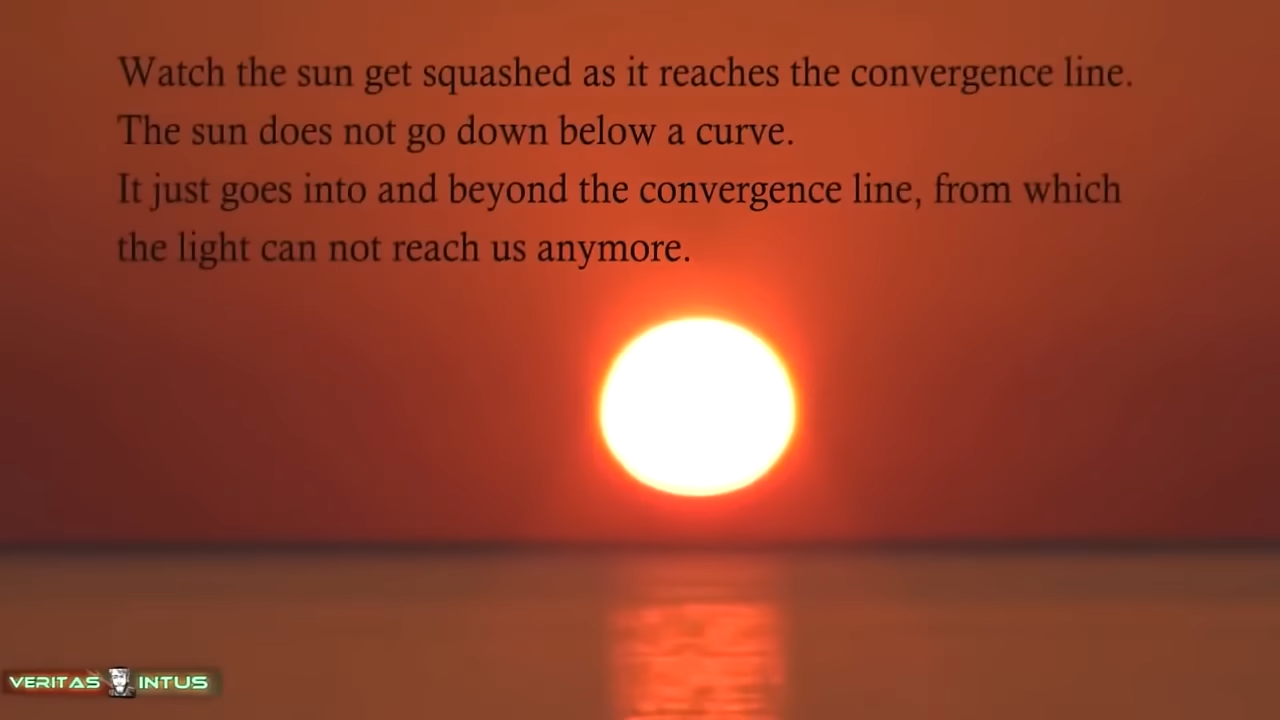 Watch the sun get squashed as it reaches the convergence line.
The sun does not go down below a curve.
It just goes into and beyond the convergence line, from which
the light can not reach us anymore.
VERITAS INTUS